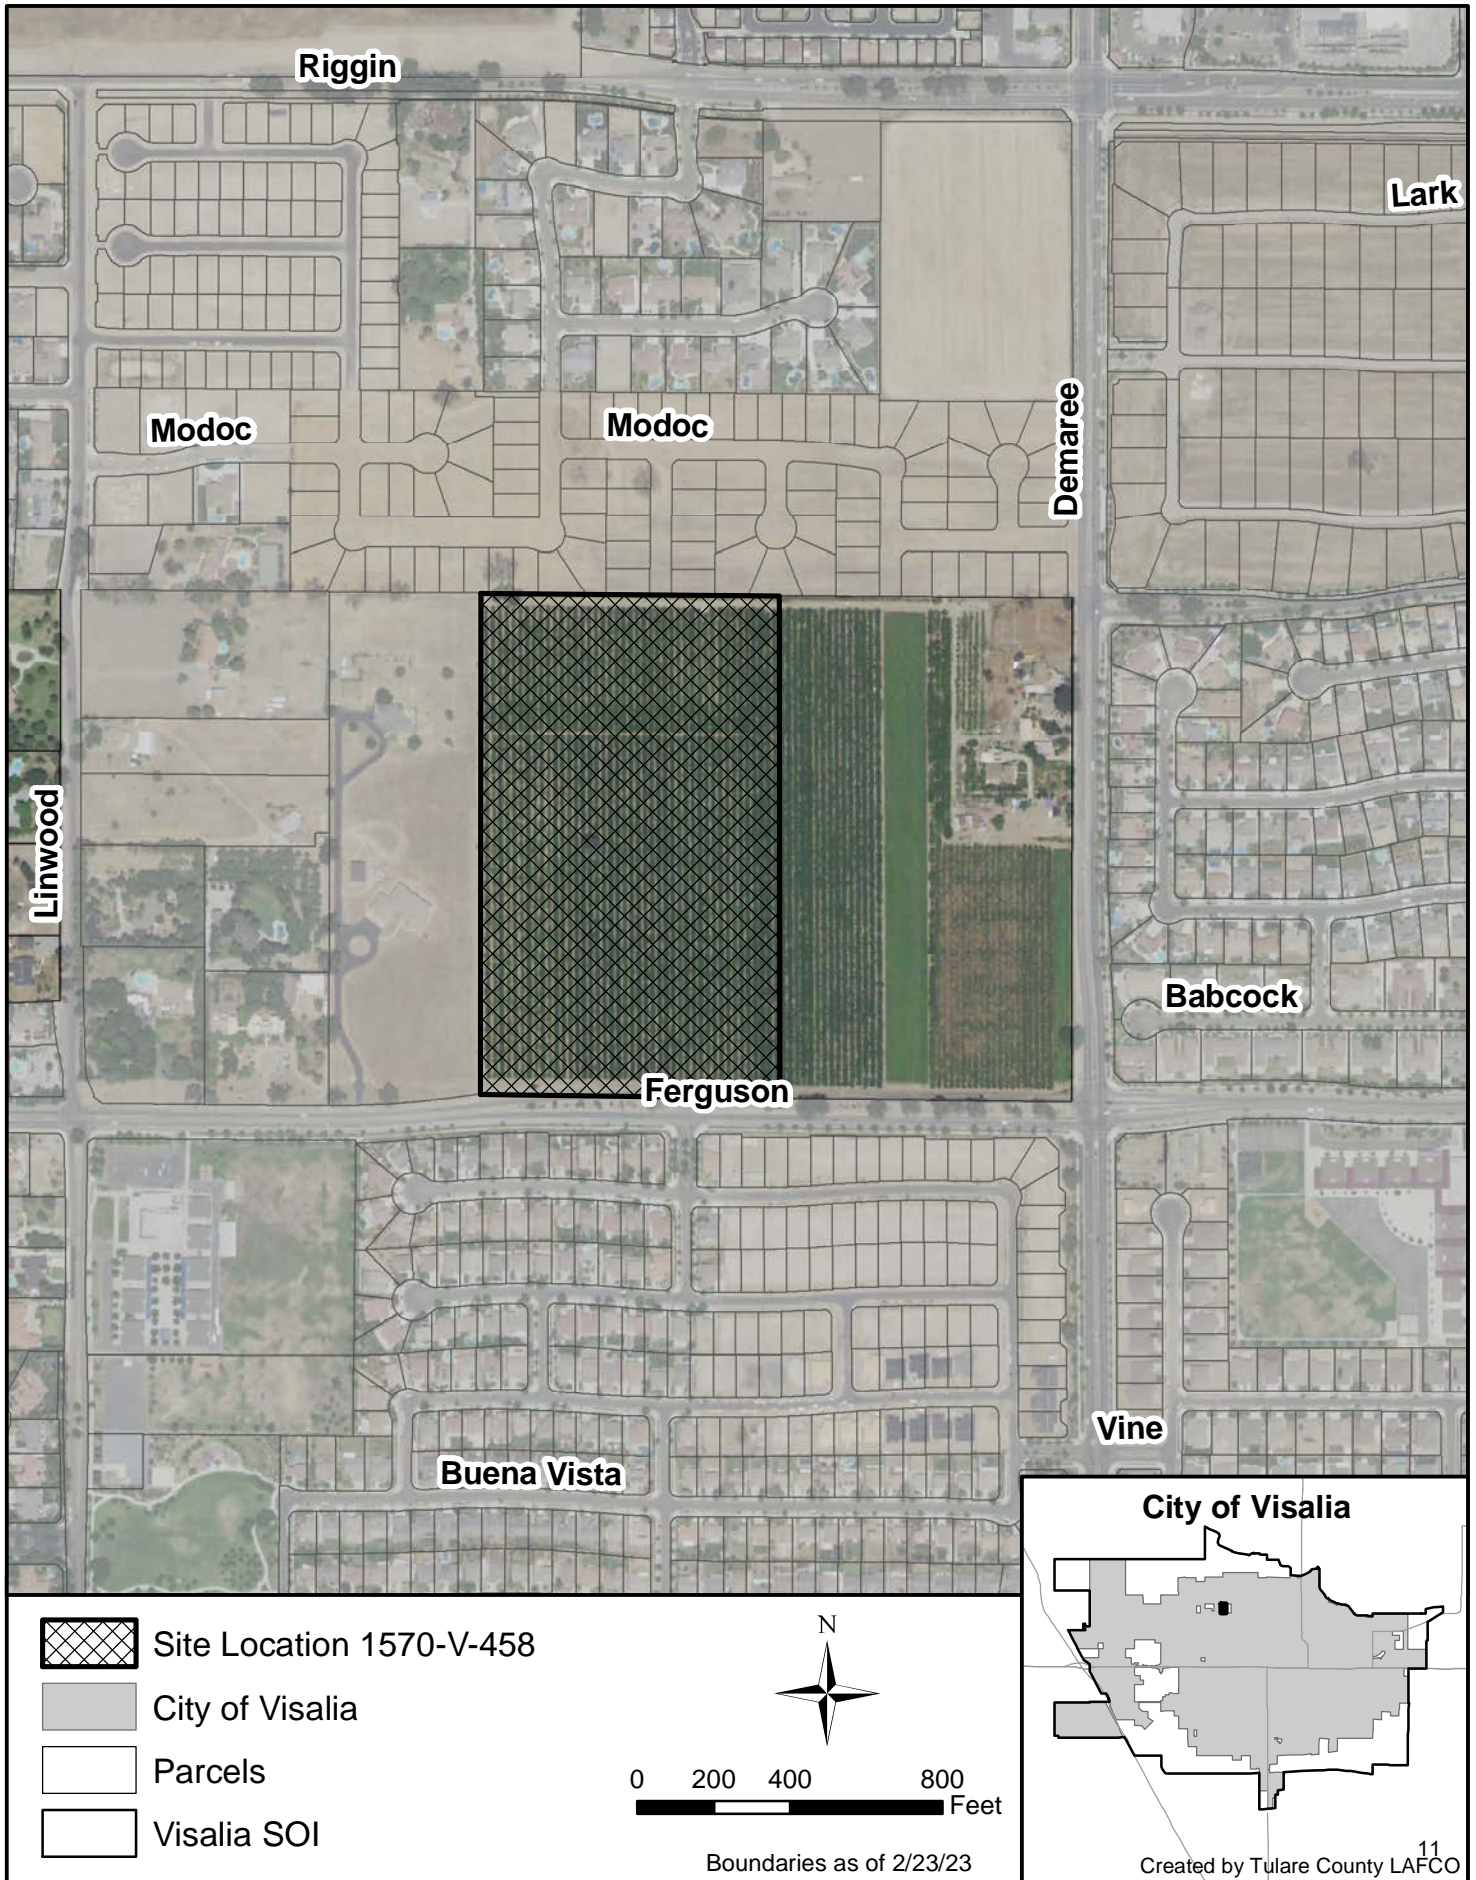 Riggin
Lark
Modoc
Modoc
Demaree
Linwood
Babcock
Ferguson
Vine
Buena Vista
City of Visalia
Site Location 1570-V-458
City of Visalia
Parcels
Visalia SOI
N
0 200 400 800
Feet
Boundaries as of 2/23/23
11
Created by Tulare County LAFCO